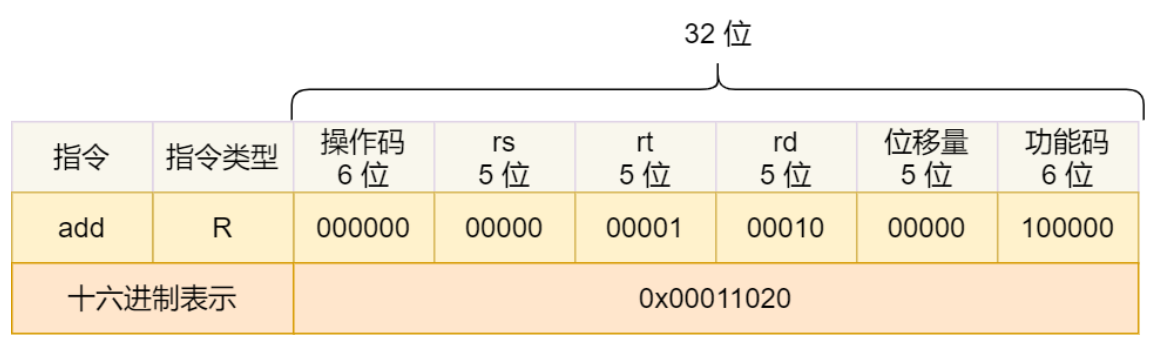 32 位
指令 指令类型 操作码 rs rt rd 位移量 功能码
6 位 5 位 5 位 5 位 5 位 6 位
add R 000000 00000 00001 00010 00000 100000
十六进制表示 0x00011020